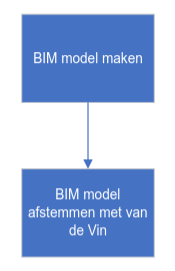 BIM model maken
BIM model
afstemmen met van
de Vin